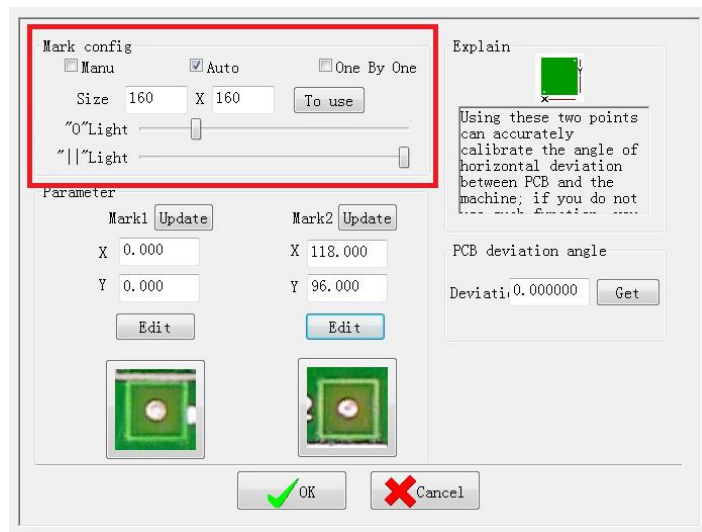 Mark config
Manu
Auto
One By One
Size 160 X 160
To use
"O"Light
"||"Light
Parameter
Mark1 Update
Mark2 Update
X 0.000
X 118.000
Y 0.000
Y 96.000
Edit
Edit
Explain
Y
X
Using these two points
can accurately
calibrate the angle of
horizontal deviation
between PCB and the
machine; if you do not
PCB deviation angle
Deviati 0.000000
Get
OK
Cancel